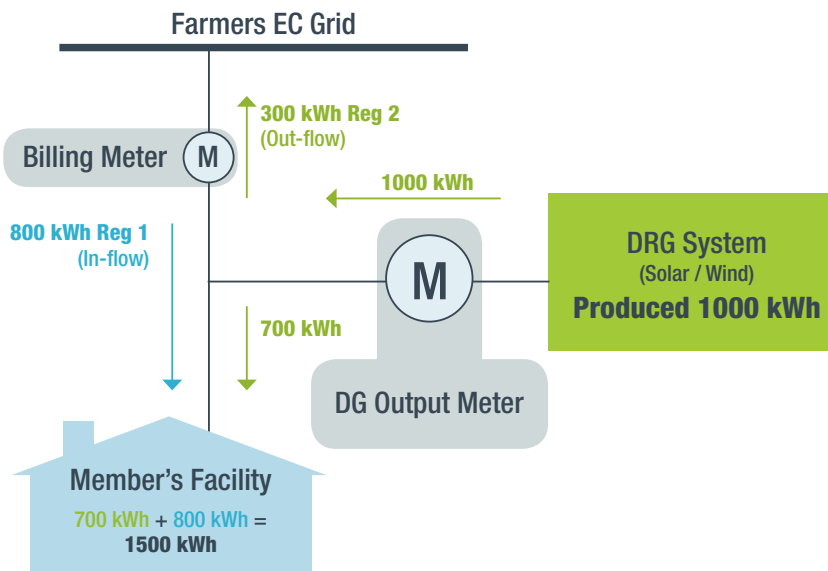 Farmers EC Grid
300 kWh Reg 2
(Out-flow)
Billing Meter
M
1000 kWh
800 kWh Reg 1
(In-flow)
DRG System
(Solar / Wind)
Produced 1000 kWh
M
700 kWh
DG Output Meter
Member’s Facility
700 kWh + 800 kWh =
1500 kWh